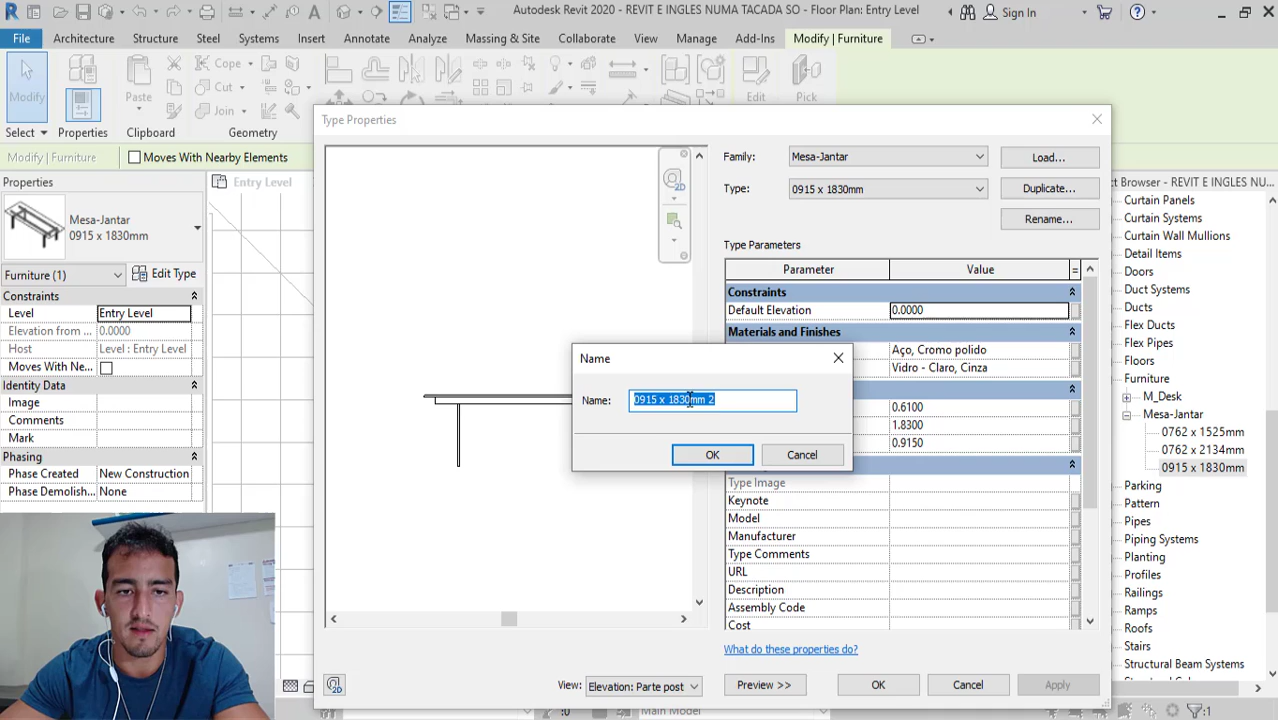 Autodesk Revit 2020 - REVIT E INGLES NUMA TACADA SO - Floor Plan: Entry Level
Sign In
File Architecture Structure Steel Systems Insert Annotate Analyze Massing & Site Collaborate View Manage Add-Ins Modify | Furniture
Modify
Paste
Cope
Cut
Join
Edit
Pick
Select Properties Clipboard Geometry
Modify | Furniture
Moves With Nearby Elements
Properties
Mesa-Jantar
0915 x 1830mm
Furniture (1)
Edit Type
Constraints
Level Entry Level
Elevation from ... 0.0000
Host Level : Entry Level
Moves With Ne...
Identity Data
Image
Comments
Mark
Phasing
Phase Created New Construction
Phase Demolish... None
Entry Level
Type Properties
Family: Mesa-Jantar Load...
Type: 0915 x 1830mm Duplicate...
Rename...
Type Parameters
Parameter Value =
Constraints
Default Elevation 0.0000
Materials and Finishes
Aço, Cromo polido
Vidro - Claro, Cinza
0.6100
1.8300
0.9150
Type Image
Keynote
Model
Manufacturer
Type Comments
URL
Description
Assembly Code
Cost
What do these properties do?
View: Elevation: Parte post Preview >> OK Cancel Apply
Name
Name: 0915 x 1830mm 2
OK Cancel
ct Browser - REVIT E INGLES NUMA...
Curtain Panels
Curtain Systems
Curtain Wall Mullions
Detail Items
Doors
Duct Systems
Ducts
Flex Ducts
Flex Pipes
Floors
Furniture
M_Desk
Mesa-Jantar
0762 x 1525mm
0762 x 2134mm
0915 x 1830mm
Parking
Pattern
Pipes
Piping Systems
Planting
Railings
Ramps
Roofs
Stairs
Structural Beam Systems
:0
Main Model
:1